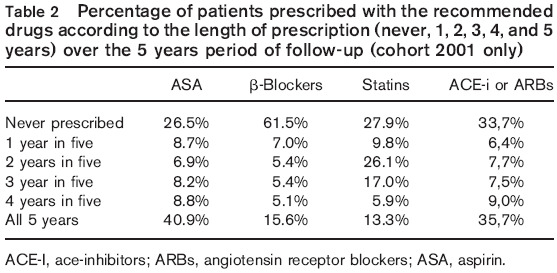 Table 2 Percentage of patients prescribed with the recommended
drugs according to the length of prescription (never, 1, 2, 3, 4, and 5
years) over the 5 years period of follow-up (cohort 2001 only)
ASA β-Blockers Statins ACE-i or ARBs
Never prescribed 26.5% 61.5% 27.9% 33,7%
1 year in five 8.7% 7.0% 9.8% 6,4%
2 years in five 6.9% 5.4% 26.1% 7,7%
3 year in five 8.2% 5.4% 17.0% 7,5%
4 years in five 8.8% 5.1% 5.9% 9,0%
All 5 years 40.9% 15.6% 13.3% 35,7%
ACE-I, ace-inhibitors; ARBs, angiotensin receptor blockers; ASA, aspirin.